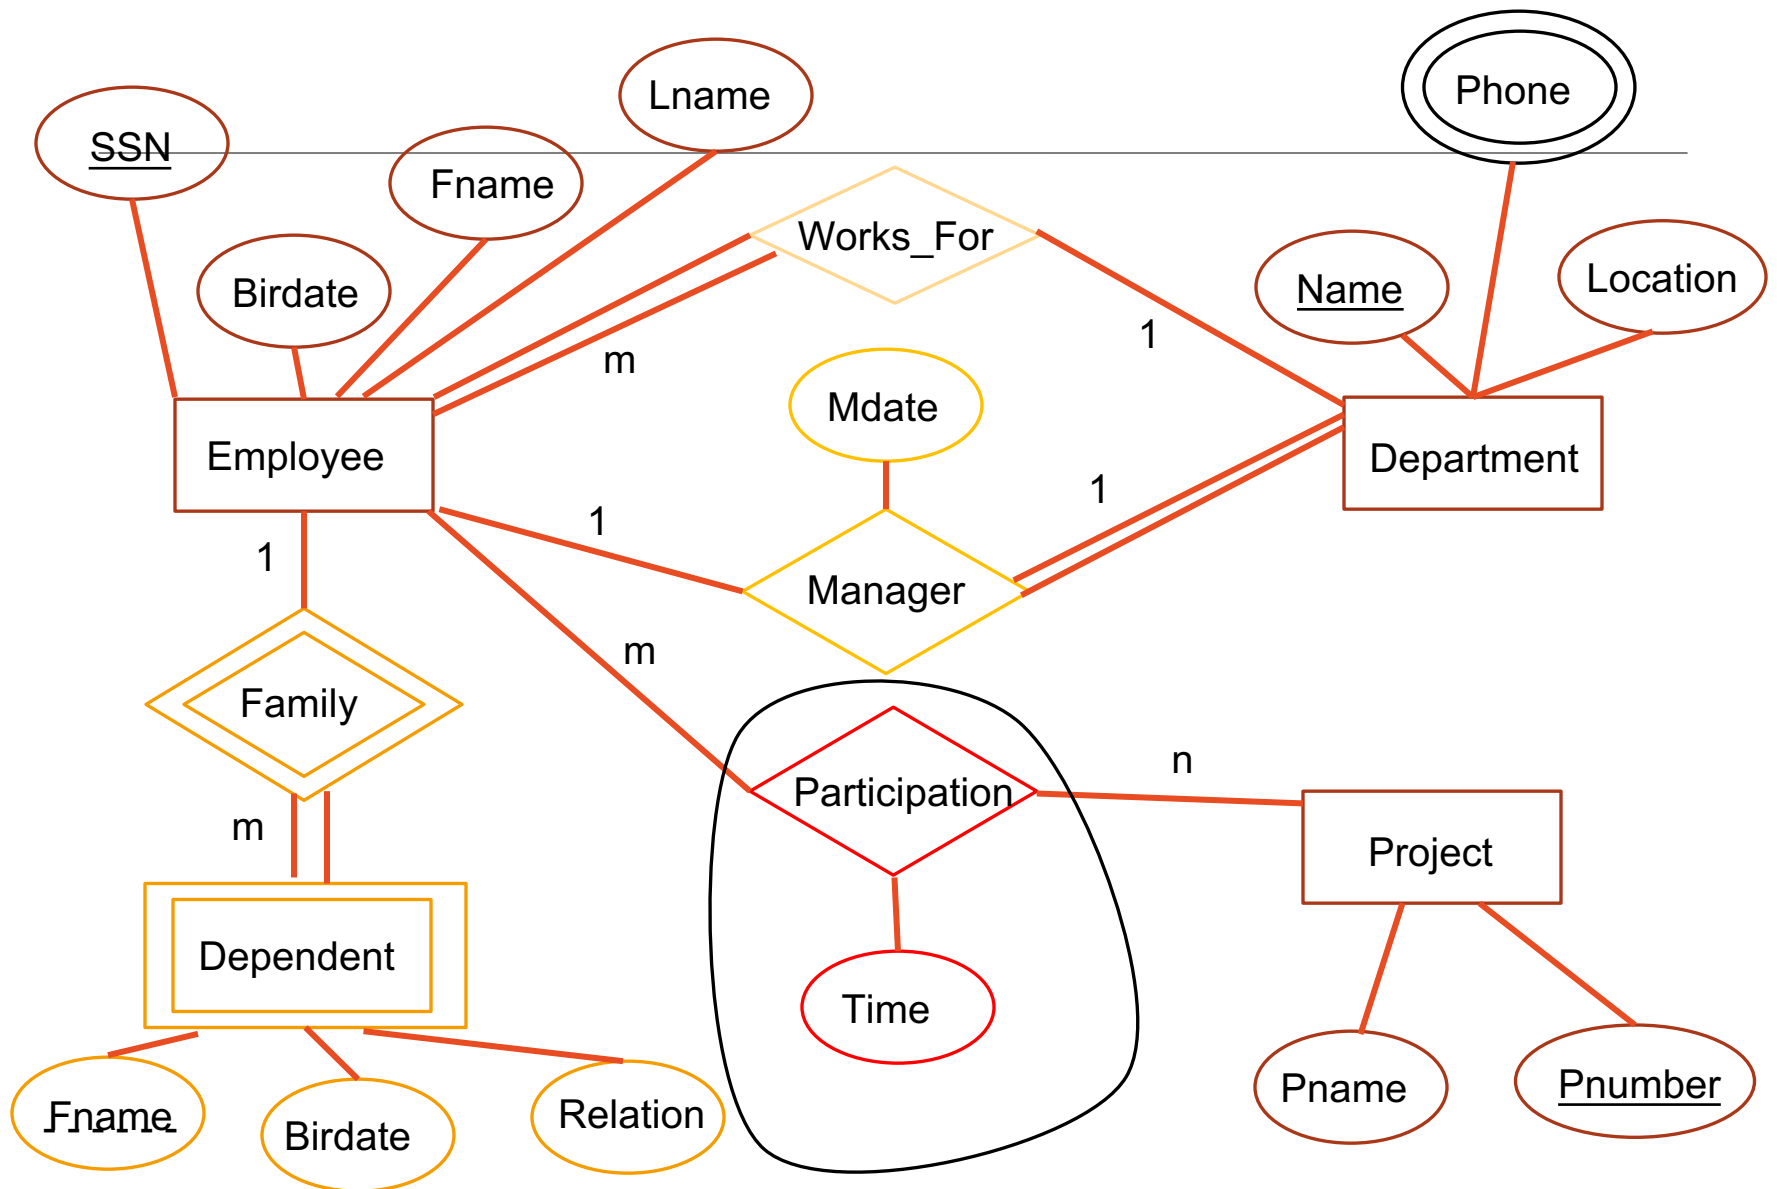 Lname
Phone
SSN
Fname
Works_For
Name
Location
Birdate
m
1
Mdate
Employee
Department
1
1
1
Manager
m
Family
n
Participation
m
Project
Dependent
Time
Pname
Pnumber
Fname
Birdate
Relation